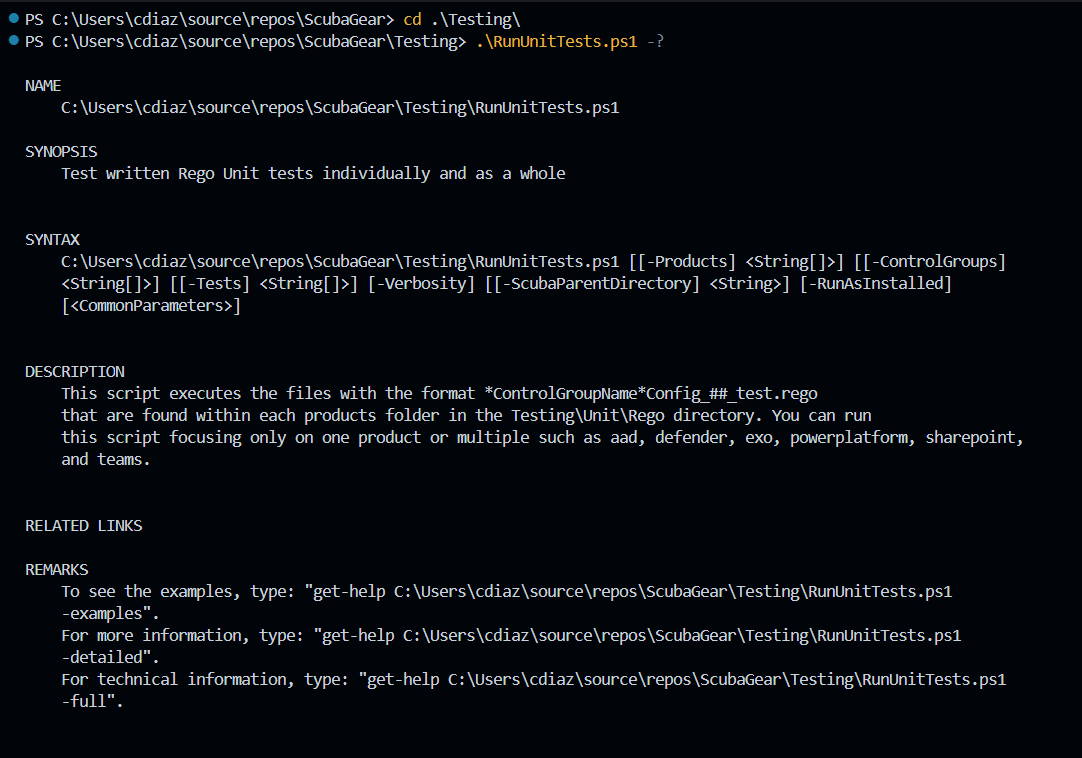 PS C:\Users\cdiaz\source\repos\ScubaGear> cd .\Testing\
PS C:\Users\cdiaz\source\repos\ScubaGear\Testing> .\RunUnitTests.ps1 -?
NAME
C:\Users\cdiaz\source\repos\ScubaGear\Testing\RunUnitTests.ps1
SYNOPSIS
Test written Rego Unit tests individually and as a whole
SYNTAX
C:\Users\cdiaz\source\repos\ScubaGear\Testing\RunUnitTests.ps1 [[-Products] <String[]>] [[-ControlGroups]
<String[]>] [[-Tests] <String[]>] [-Verbosity] [[-ScubaParentDirectory] <String>] [-RunAsInstalled]
[<CommonParameters>]
DESCRIPTION
This script executes the files with the format *ControlGroupName*Config_##_test.rego
that are found within each products folder in the Testing\Unit\Rego directory. You can run
this script focusing only on one product or multiple such as aad, defender, exo, powerplatform, sharepoint,
and teams.
RELATED LINKS
REMARKS
To see the examples, type: "get-help C:\Users\cdiaz\source\repos\ScubaGear\Testing\RunUnitTests.ps1
-examples".
For more information, type: "get-help C:\Users\cdiaz\source\repos\ScubaGear\Testing\RunUnitTests.ps1
-detailed".
For technical information, type: "get-help C:\Users\cdiaz\source\repos\ScubaGear\Testing\RunUnitTests.ps1
-full".